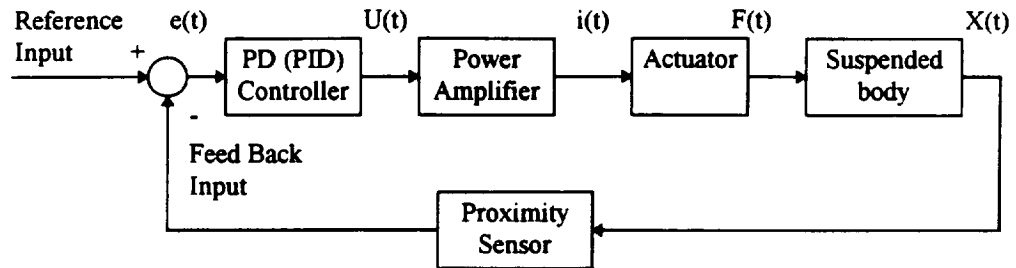 Reference
Input
+
e(t)
PD (PID)
Controller
U(t)
Power
Amplifier
i(t)
Actuator
F(t)
Suspended
body
X(t)
-
Feed Back
Input
Proximity
Sensor